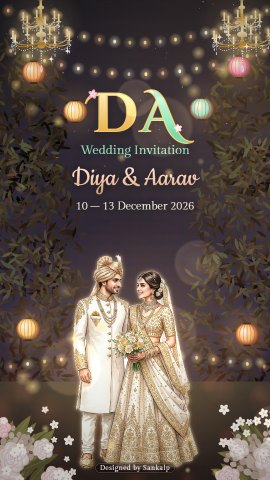 DA
Wedding Invitation
Diya & Aarav
10 — 13 December 2026
Designed by Sankalp